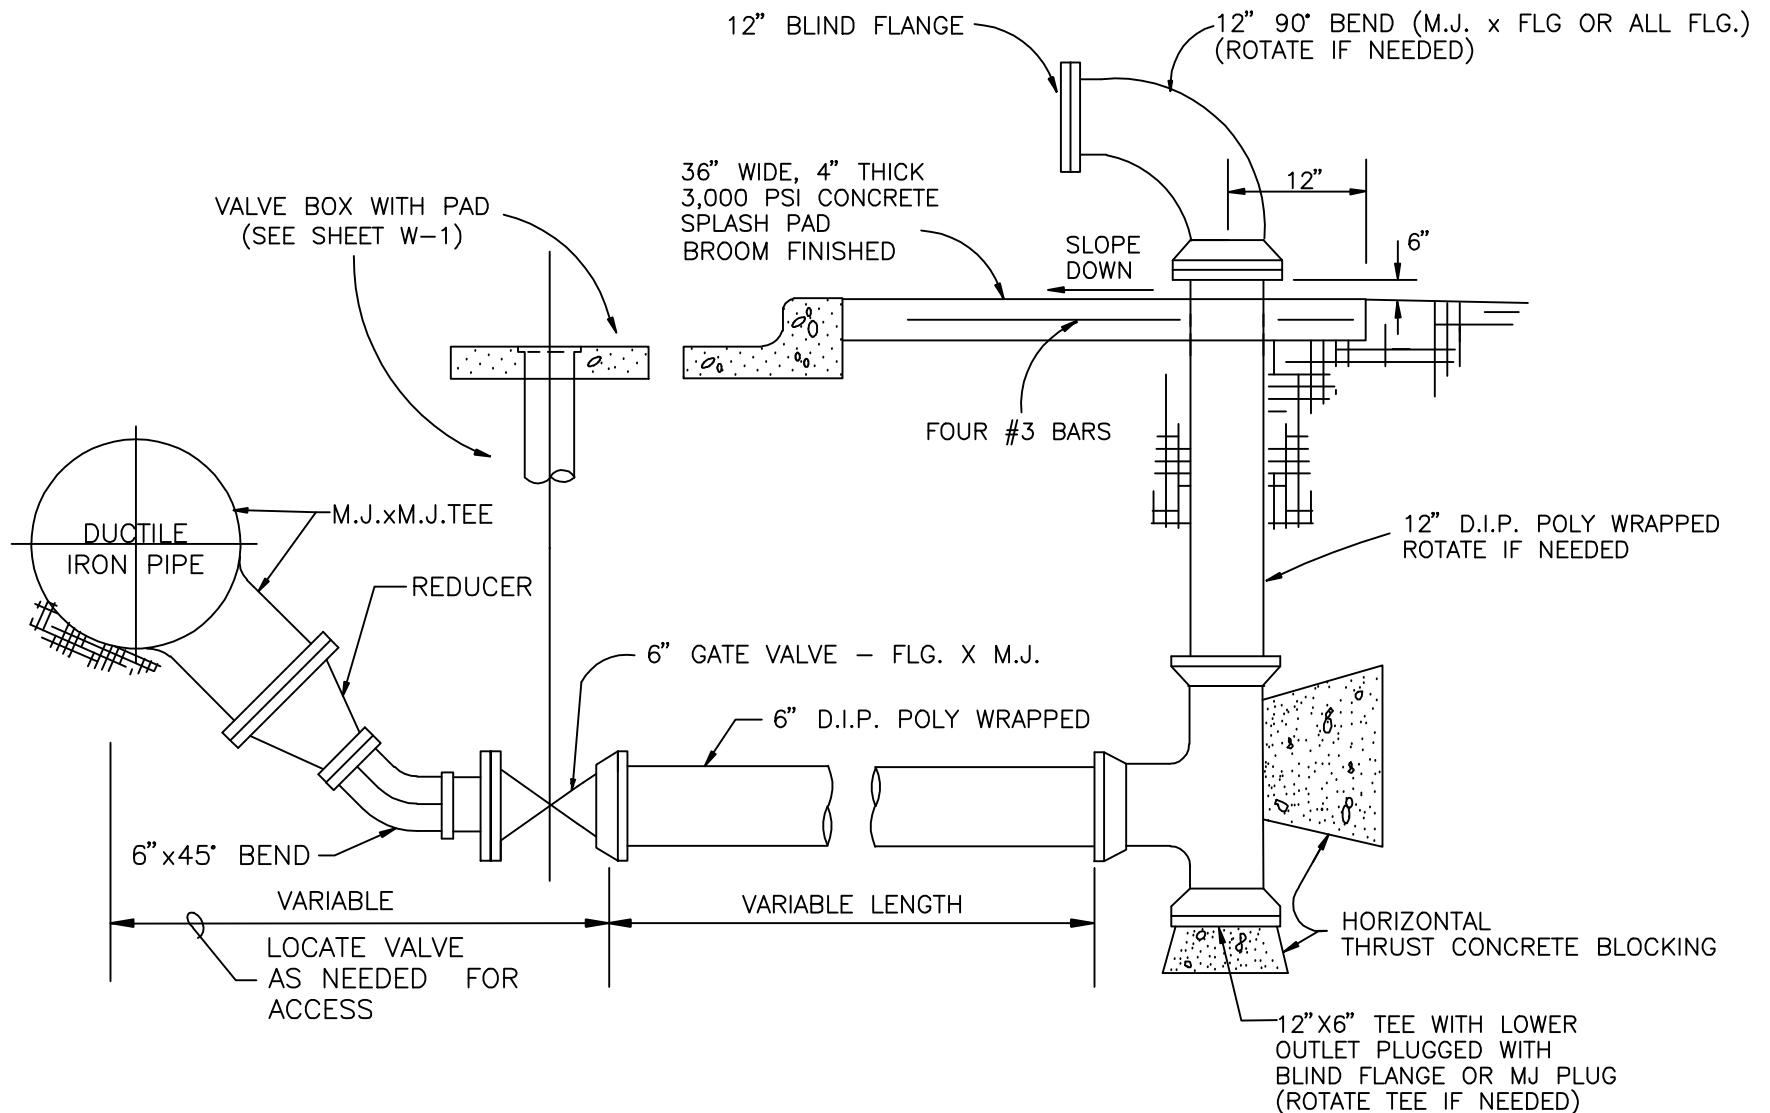 12” BLIND FLANGE
12” 90° BEND (M.J. x FLG OR ALL FLG.)
(ROTATE IF NEEDED)
36” WIDE, 4” THICK
3,000 PSI CONCRETE
SPLASH PAD
BROOM FINISHED
12”
VALVE BOX WITH PAD
(SEE SHEET W-1)
SLOPE
DOWN
6”
FOUR #3 BARS
M.J.xM.J.TEE
DUCTILE
IRON PIPE
12” D.I.P. POLY WRAPPED
ROTATE IF NEEDED
REDUCER
6” GATE VALVE – FLG. X M.J.
6” D.I.P. POLY WRAPPED
6”x45° BEND
VARIABLE
VARIABLE LENGTH
LOCATE VALVE
AS NEEDED FOR
ACCESS
HORIZONTAL
THRUST CONCRETE BLOCKING
12”X6” TEE WITH LOWER
OUTLET PLUGGED WITH
BLIND FLANGE OR MJ PLUG
(ROTATE TEE IF NEEDED)